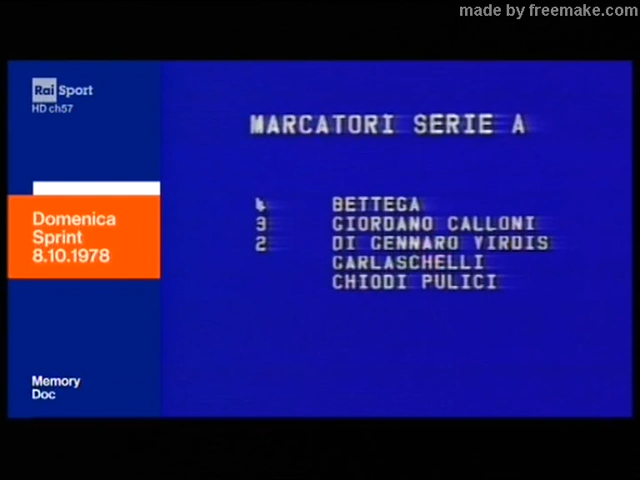 made by freemake.com
Rai Sport
HD ch57
MARCATORI SERIE A
4 BETTEGA
3 GIORDANO CALLONI
2 DI GENNARO VIRDIS
GARLASCHELLI
CHIODI PULICI
Domenica
Sprint
8.10.1978
Memory
Doc